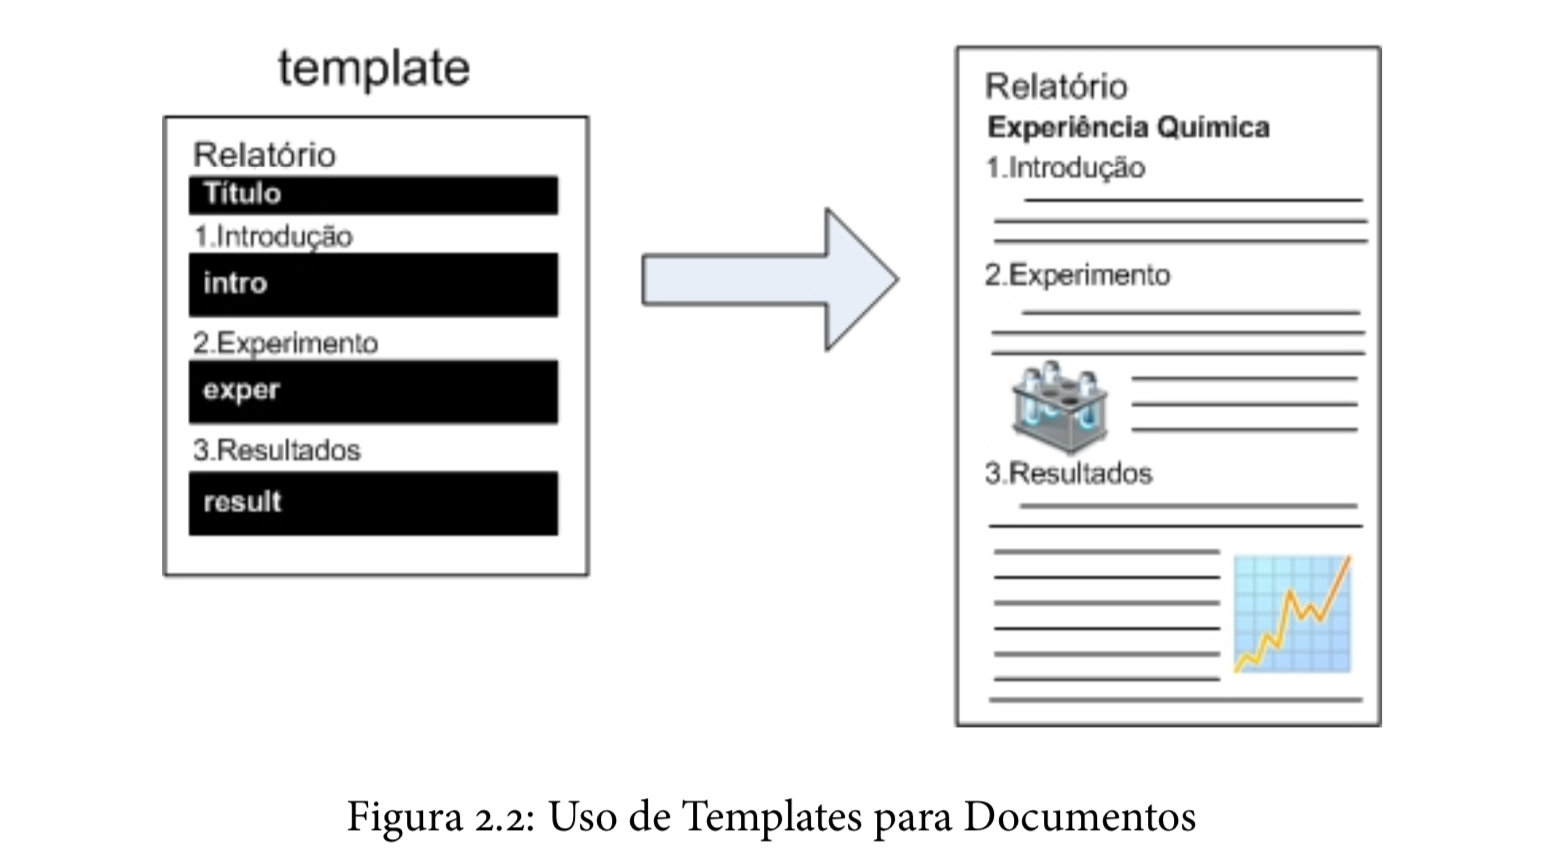 template
Relatório
Título
1.Introdução
intro
2.Experimento
exper
3.Resultados
result
Relatório
Experiência Química
1.Introdução
2.Experimento
3.Resultados
Figura 2.2: Uso de Templates para Documentos